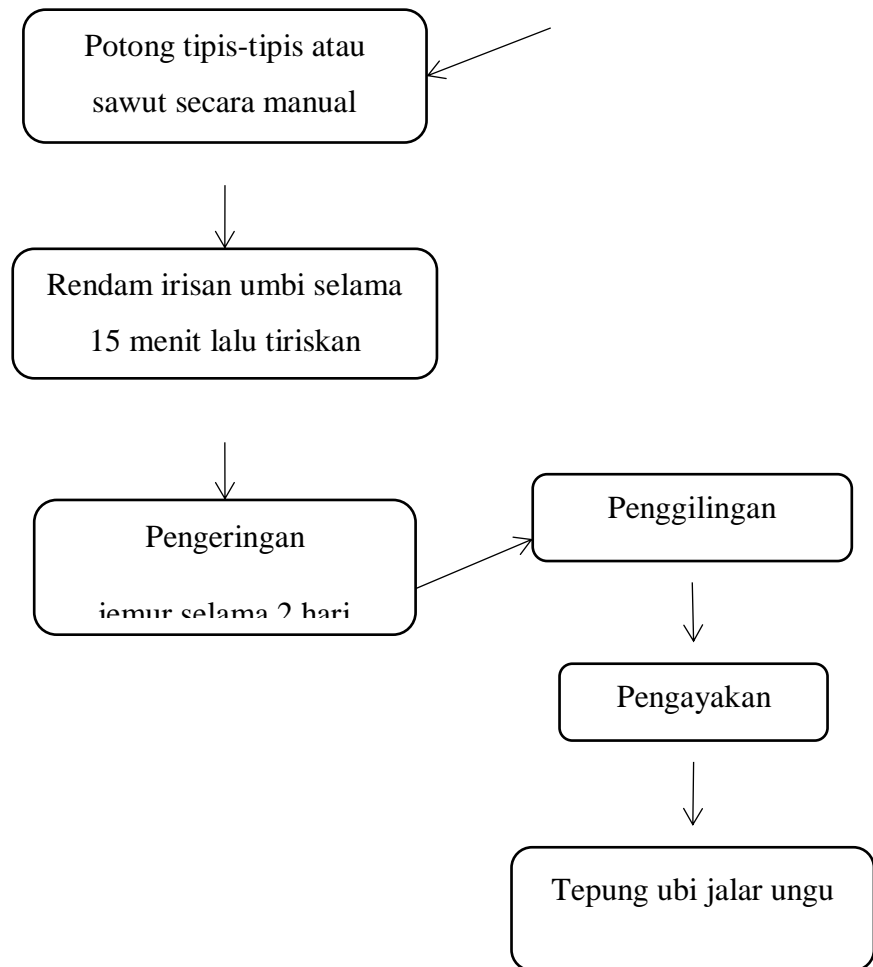 Potong tipis-tipis atau
sawut secara manual
Rendam irisan umbi selama
15 menit lalu tiriskan
Pengeringan
jemur selama 2 hari
Penggilingan
Pengayakan
Tepung ubi jalar ungu